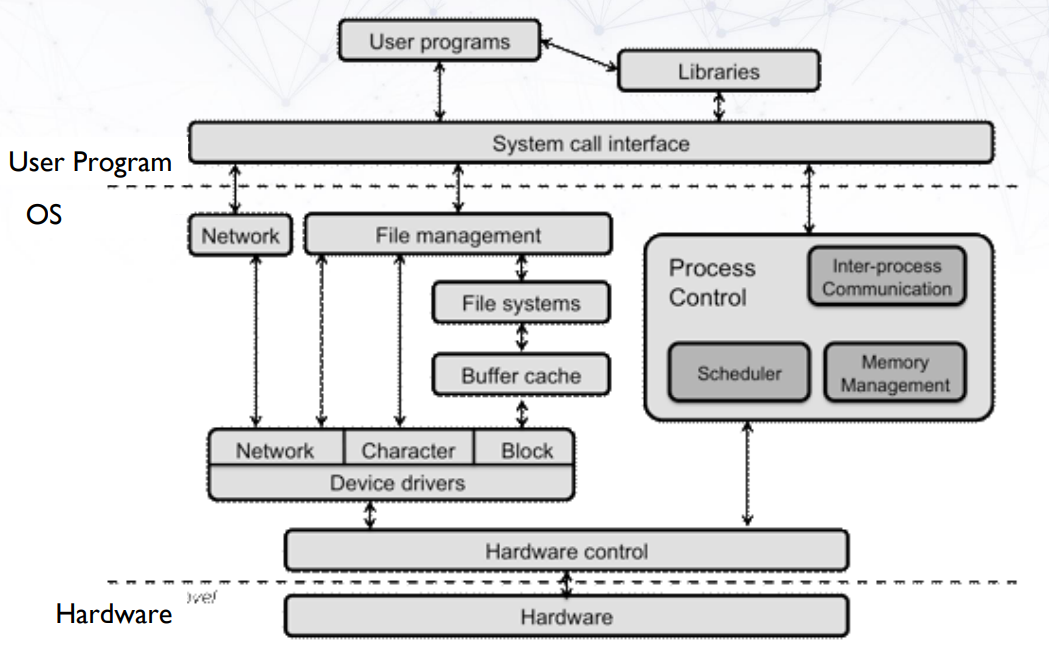 User programs
Libraries
System call interface
User Program
OS
Network
File management
Process
Control
Inter-process
Communication
File systems
Buffer cache
Scheduler
Memory
Management
Network
Character
Block
Device drivers
Hardware control
Hardware
Hardware